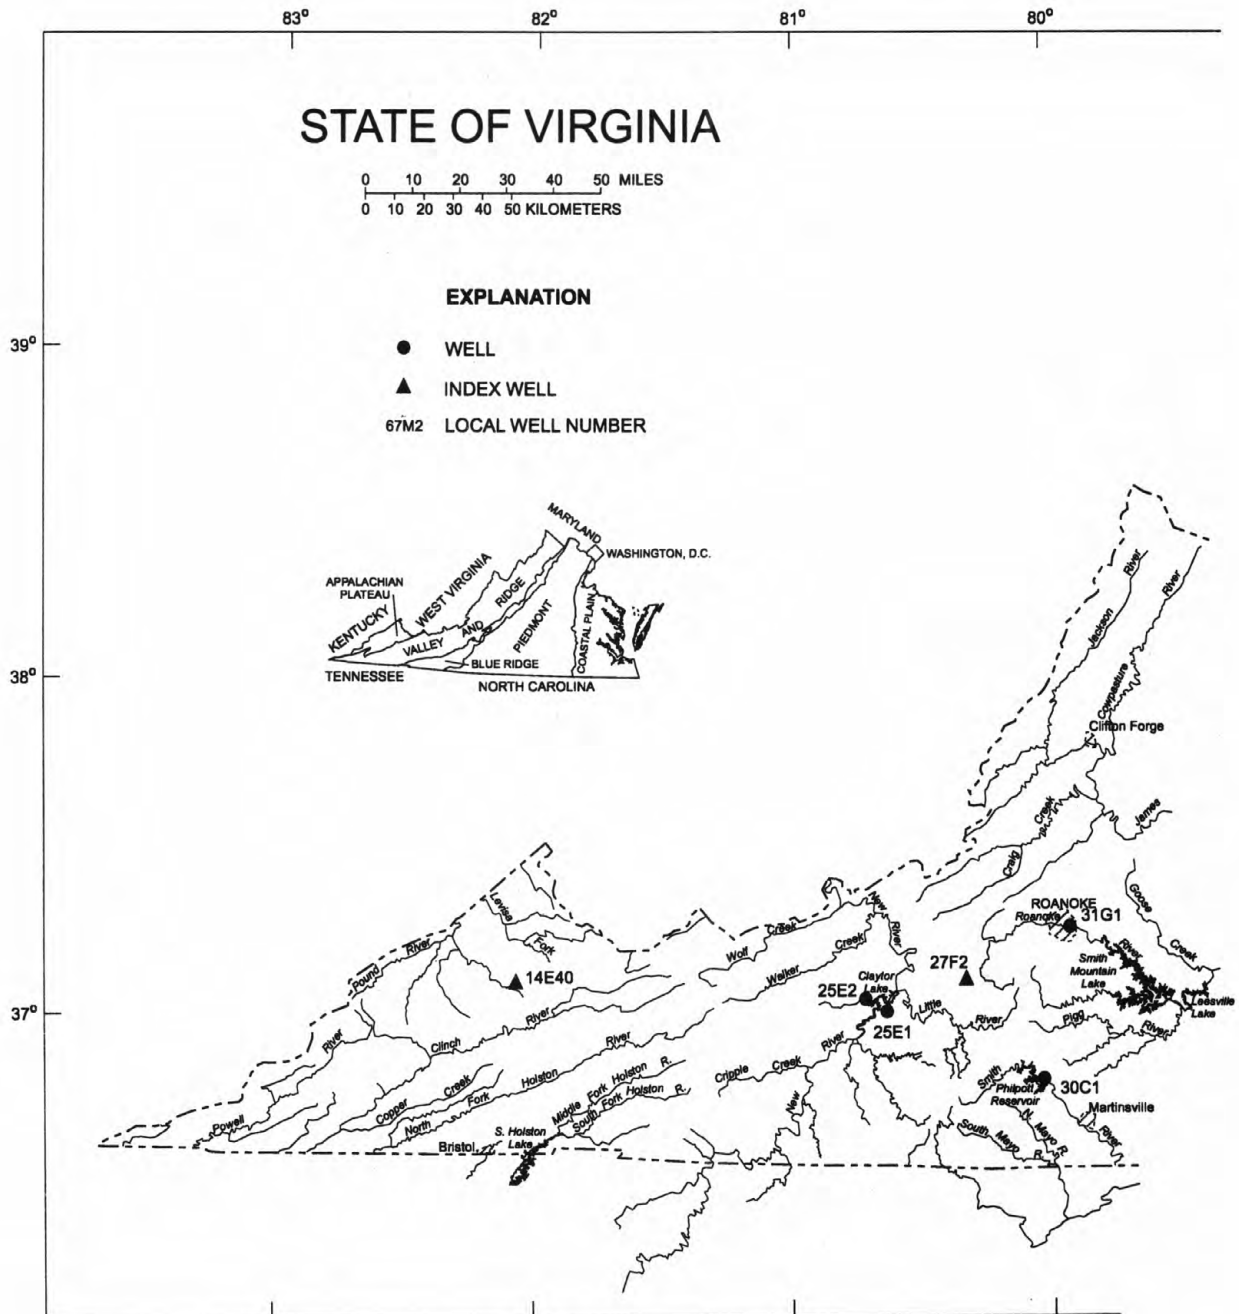 83° 82° 81° 80°
STATE OF VIRGINIA
0 10 20 30 40 50 MILES
0 10 20 30 40 50 KILOMETERS
EXPLANATION
39°
WELL
INDEX WELL
67M2 LOCAL WELL NUMBER
MARYLAND
WASHINGTON, D.C.
WEST VIRGINIA
APPALACHIAN
PLATEAU
KENTUCKY
VALLEY AND RIDGE
PIEDMONT
COASTAL PLAIN
BLUE RIDGE
TENNESSEE
NORTH CAROLINA
38°
Jackson River
Cowpasture River
Clifton Forge
Craig Creek
James
Levisa Fork
Pound River
New River
Wolf Creek
Walker Creek
ROANOKE
31G1
Roanoke River
Goose Creek
Smith
Mountain
Lake
Leesville
Lake
14E40
27F2
Claytor
Lake
25E2
25E1
37°
Little River
Pigg River
Clinch River
Powell River
Copper Creek
North Fork Holston River
Middle Fork Holston R.
South Fork Holston R.
Cripple Creek
New River
Smith River
Philpott
Reservoir
30C1
Martinsville
N. Mayo R.
South Mayo R.
Bristol
S. Holston
Lake